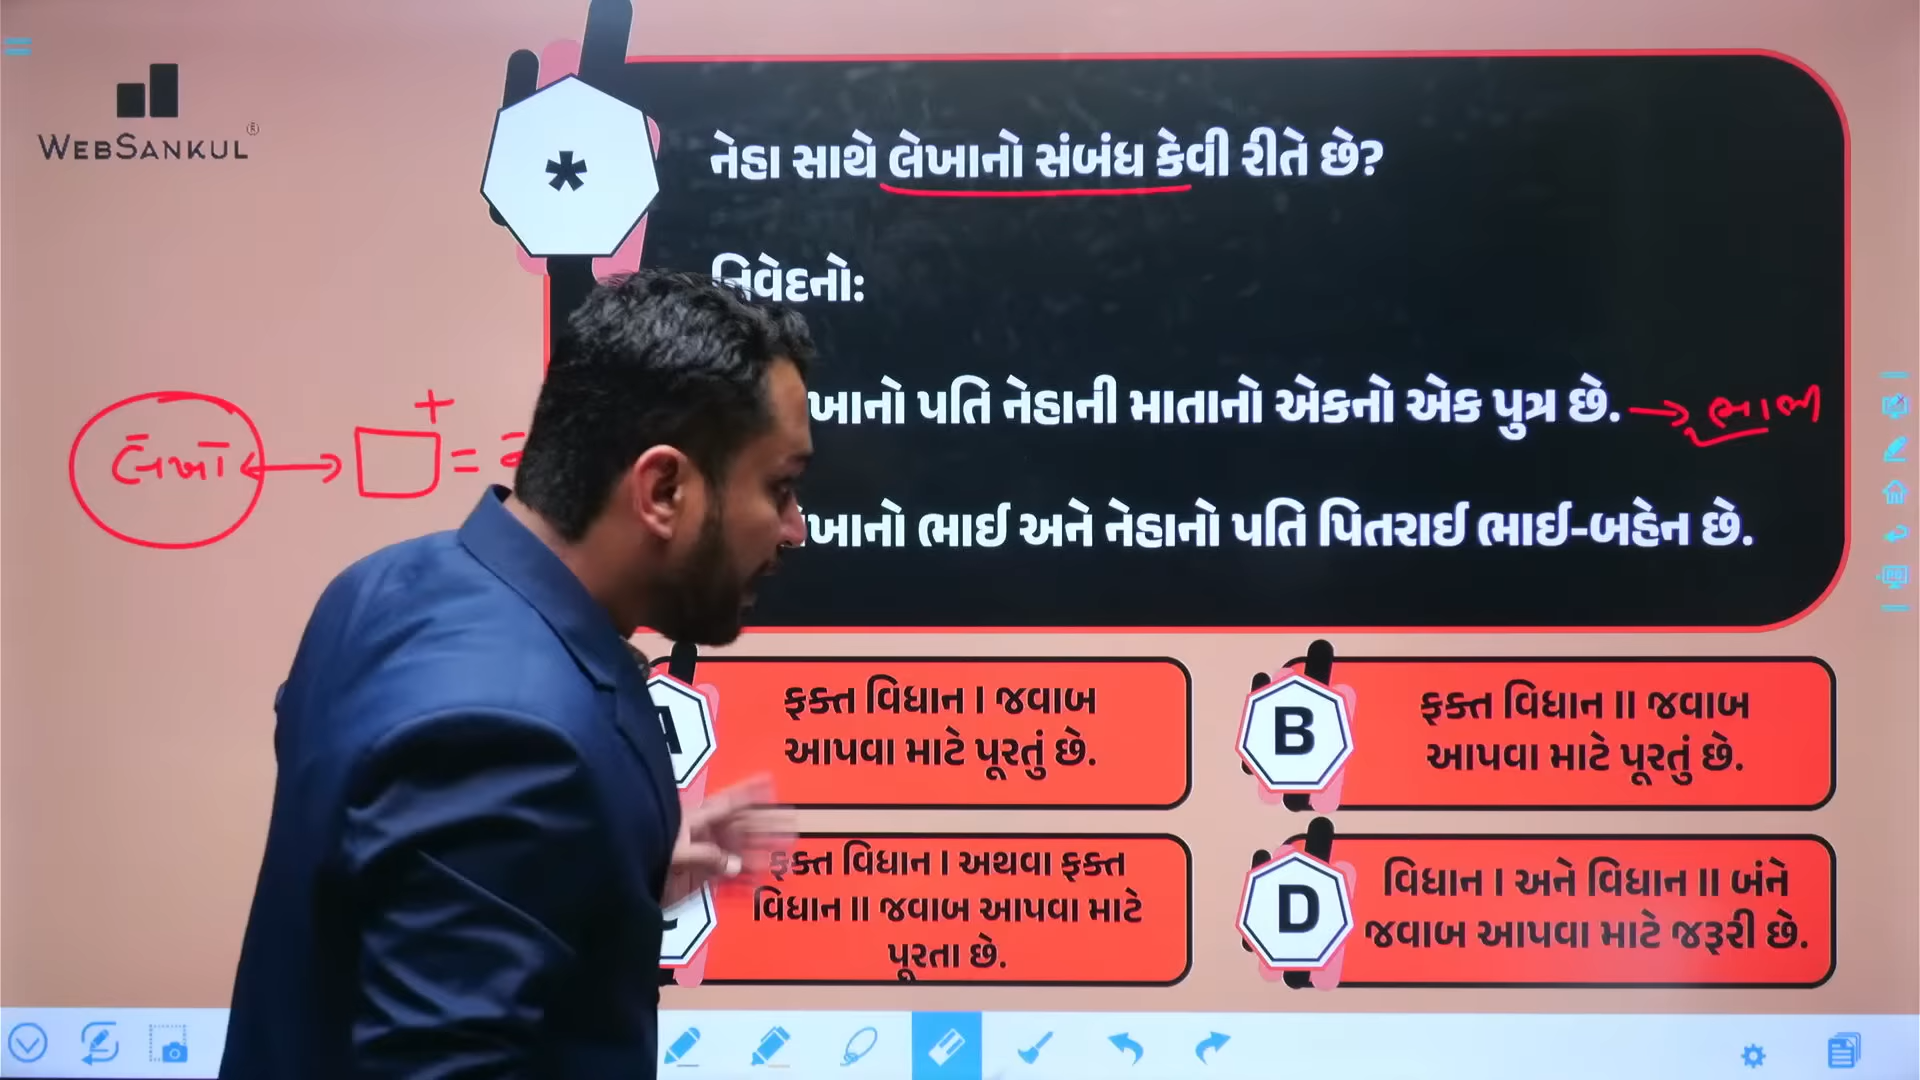 WEBSANKUL®
*
નેહા સાથે લેખાનો સંબંધ કેવી રીતે છે?
નિવેદનો:
પતિ નેહાની માતાનો એકનો એક પુત્ર છે.
ભાભી
લેખા
+
=
ભાઈ અને નેહાનો પતિ પિતરાઈ ભાઈ-બહેન છે.
A
ફક્ત વિધાન I જવાબ
આપવા માટે પૂરતું છે.
B
ફક્ત વિધાન II જવાબ
આપવા માટે પૂરતું છે.
ફક્ત વિધાન I અથવા ફક્ત
વિધાન II જવાબ આપવા માટે
પૂરતા છે.
D
વિધાન I અને વિધાન II બંને
જવાબ આપવા માટે જરૂરી છે.